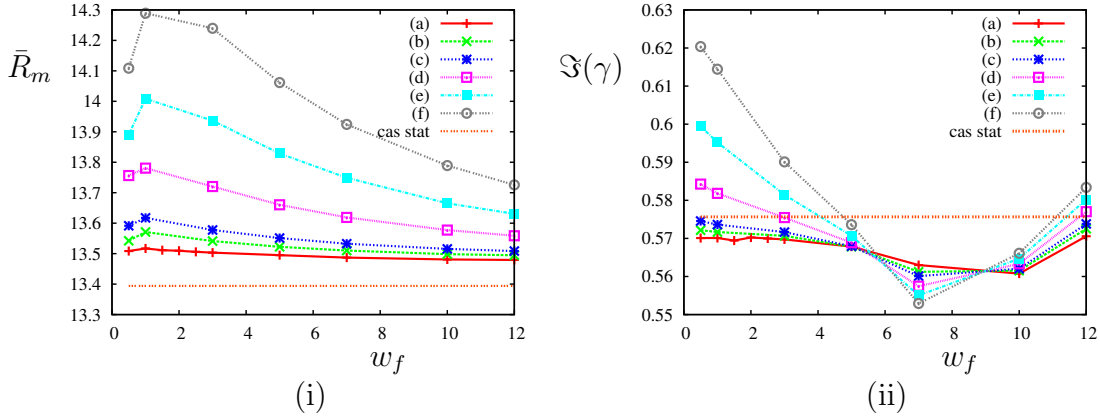 14.3
14.2
14.1
14
13.9
13.8
13.7
13.6
13.5
13.4
13.3
R̄_m
0 2 4 6 8 10 12
w_f
(a)
(b)
(c)
(d)
(e)
(f)
cas stat
(i)
0.63
0.62
0.61
0.6
0.59
0.58
0.57
0.56
0.55
ℑ(γ)
0 2 4 6 8 10 12
w_f
(a)
(b)
(c)
(d)
(e)
(f)
cas stat
(ii)